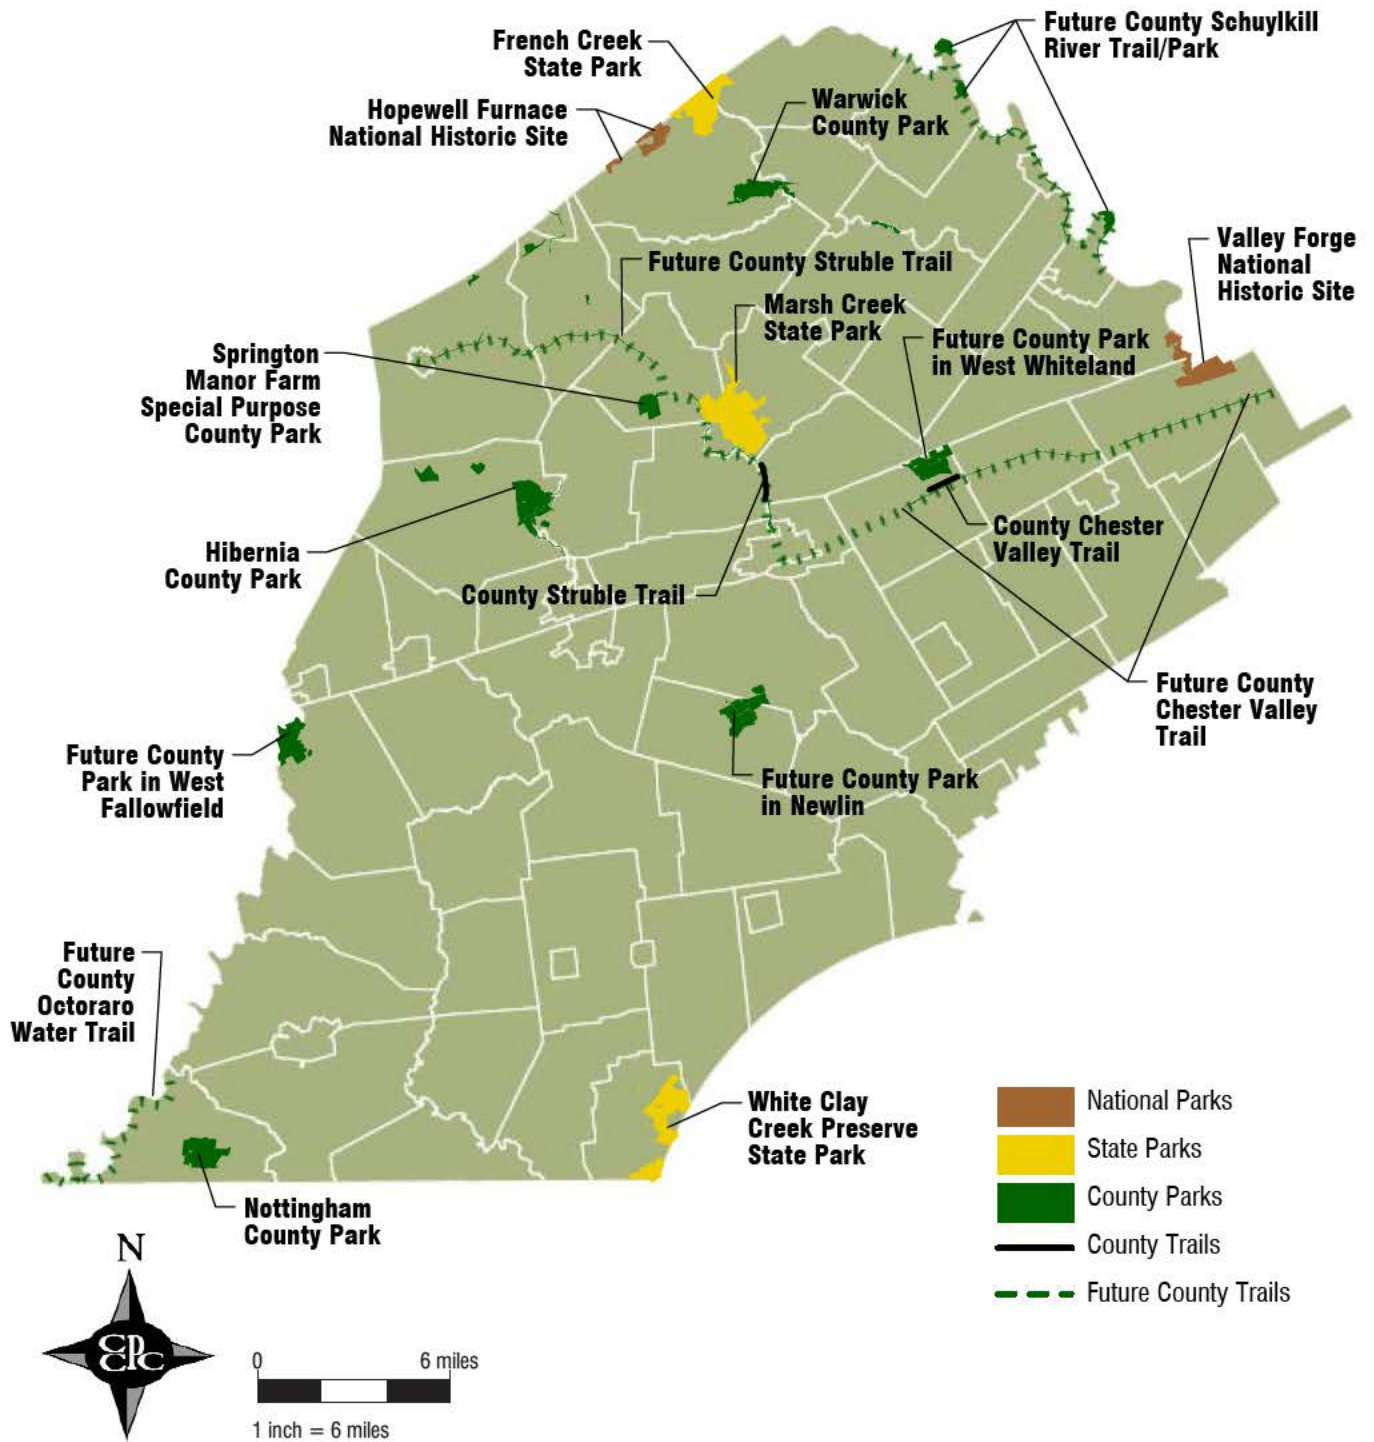 French Creek
State Park
Future County Schuylkill
River Trail/Park
Hopewell Furnace
National Historic Site
Warwick
County Park
Valley Forge
National
Historic Site
Future County Struble Trail
Marsh Creek
State Park
Future County Park
in West Whiteland
Springton
Manor Farm
Special Purpose
County Park
Hibernia
County Park
County Struble Trail
County Chester
Valley Trail
Future County
Chester Valley
Trail
Future County
Park in West
Fallowfield
Future County Park
in Newlin
Future
County
Octoraro
Water Trail
White Clay
Creek Preserve
State Park
Nottingham
County Park
National Parks
State Parks
County Parks
County Trails
Future County Trails
N
CCPC
0 6 miles
1 inch = 6 miles